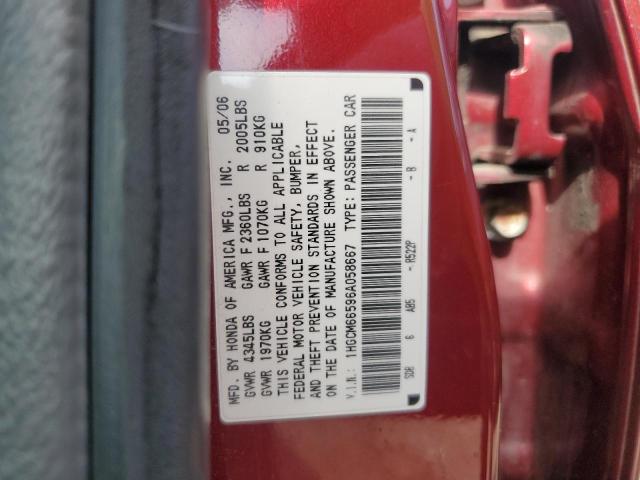 MFD. BY HONDA OF AMERICA MFG., INC. 05/06
GVWR 4345LBS GAWR F 2360LBS R 2005LBS
GVWR 1970KG GAWR F 1070KG R 910KG
THIS VEHICLE CONFORMS TO ALL APPLICABLE
FEDERAL MOTOR VEHICLE SAFETY, BUMPER,
AND THEFT PREVENTION STANDARDS IN EFFECT
ON THE DATE OF MANUFACTURE SHOWN ABOVE.
V.I.N.: 1HGCM66596A058667 TYPE: PASSENGER CAR
SDB 6 AB5 - R522P - B - A